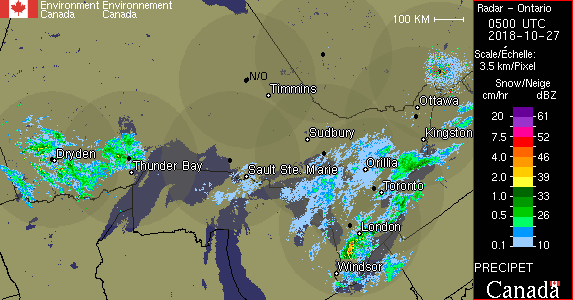 Environment Environnement
Canada Canada
100 KM
N/O
Timmins
Ottawa
Sudbury
Kingston
Dryden
Thunder Bay
Sault Ste. Marie
Orillia
Toronto
London
Windsor
Radar - Ontario
0500 UTC
2018-10-27
Scale/Échelle:
3.5 km/Pixel
Snow/Neige
cm/hr dBZ
20 61
7.5 52
4.0 46
2.0 39
1.0 33
0.5 26
0.1 10
PRECIPET
Canada